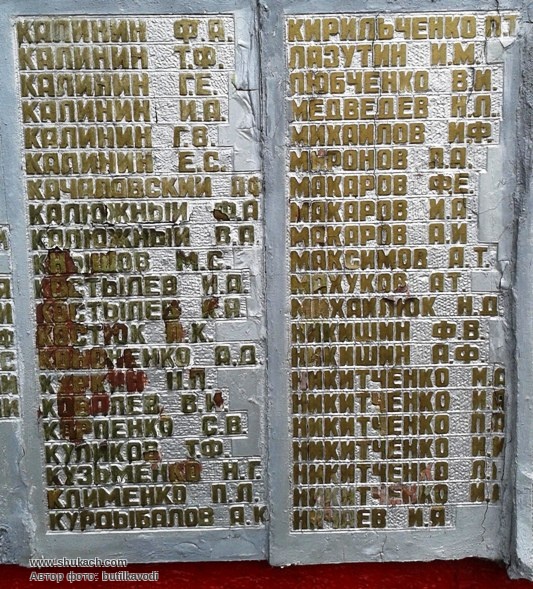 КАЛИНИН Ф.А.
КАЛИНИН Т.Ф.
КАЛИНИН Г.Е.
КАЛИНИН И.А.
КАЛИНИН Г.В.
КАЛИНИН Е.С.
КАЧАЛОВСКИЙ
КАЛЮЖНЫЙ Ф.А
КАЛЮЖНЫЙ В.А.
М.С.
КОСТЫЛЕВ И.А.
КОСТЫЛЕВ К.А.
КОСТЮК К.
А.Д.
Н.П.
КОВАЛЕВ В.И
КАРПЕНКО С.В.
КУЛИКОВ Т.Ф.
КУЗЬМЕНКО Н.Г.
КЛИМЕНКО П.Л.
КУРДЫБАЛОВ А.К
КИРИЛЬЧЕНКО П.Т
ЛАЗУТИН И.М.
ЛЮБЧЕНКО В.И.
МЕДВЕДЕВ Н.П
МИХАЙЛОВ И.Ф.
МИРОНОВ П.А.
МАКАРОВ Ф.Е.
МАКАРОВ И.А
МАКАРОВ А.И
МАКСИМОВ А.Т.
МАЧУКОВ А.Т.
МИХАЙЛЮК Н.Д
НИКИШИН Ф.В.
НИКИШИН А.Ф.
НИКИТЧЕНКО М.А
НИКИТЧЕНКО И.
НИКИТЧЕНКО П.
НИКИТЧЕНКО Н.
НИКИТЧЕНКО Н.И
НИКИТЧЕНКО Л.
НИКИТЧЕНКО И.
И.Я
www.shukach.com
Автор фото: butilkavodi